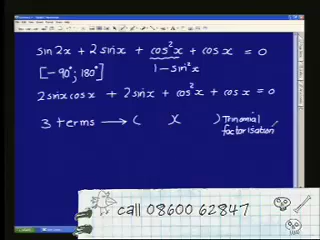 sin 2x + 2 sin x + cos²x + cos x = 0
[-90°; 180°] 1 - sin²x
2 sin x cos x + 2 sin x + cos²x + cos x = 0
3 terms → ( )( ) Trinomial
factorisation
call 08600 62847